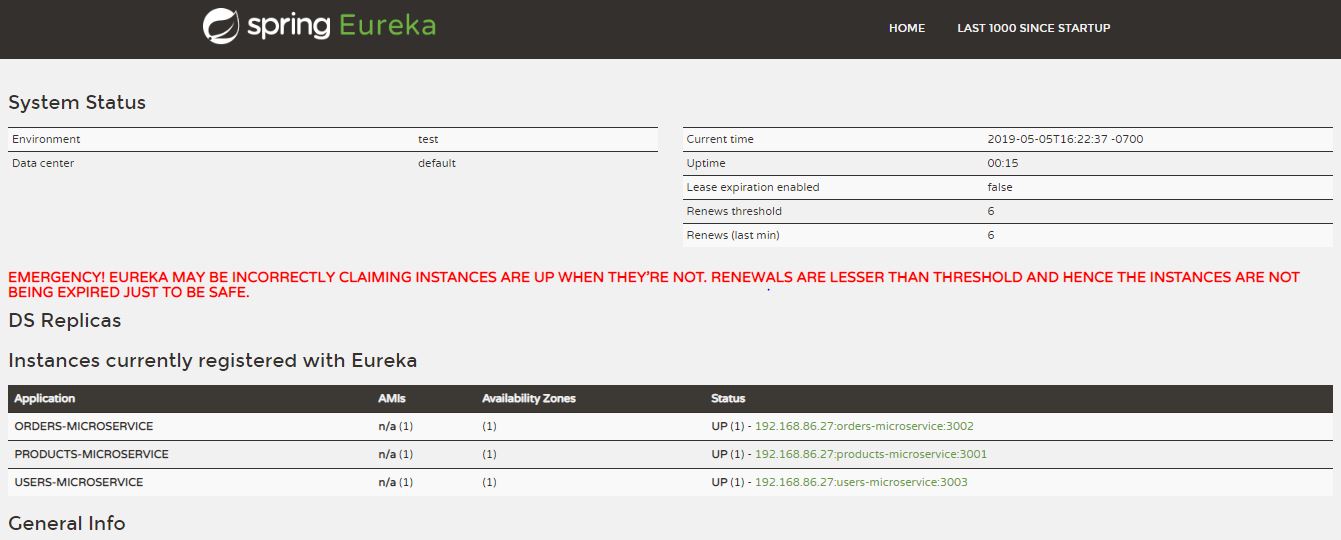 spring Eureka
HOME LAST 1000 SINCE STARTUP
System Status
Environment test
Data center default
Current time 2019-05-05T16:22:37 -0700
Uptime 00:15
Lease expiration enabled false
Renews threshold 6
Renews (last min) 6
EMERGENCY! EUREKA MAY BE INCORRECTLY CLAIMING INSTANCES ARE UP WHEN THEY'RE NOT. RENEWALS ARE LESSER THAN THRESHOLD AND HENCE THE INSTANCES ARE NOT
BEING EXPIRED JUST TO BE SAFE.
DS Replicas
Instances currently registered with Eureka
Application AMIs Availability Zones Status
ORDERS-MICROSERVICE n/a (1) (1) UP (1) - 192.168.86.27:orders-microservice:3002
PRODUCTS-MICROSERVICE n/a (1) (1) UP (1) - 192.168.86.27:products-microservice:3001
USERS-MICROSERVICE n/a (1) (1) UP (1) - 192.168.86.27:users-microservice:3003
General Info